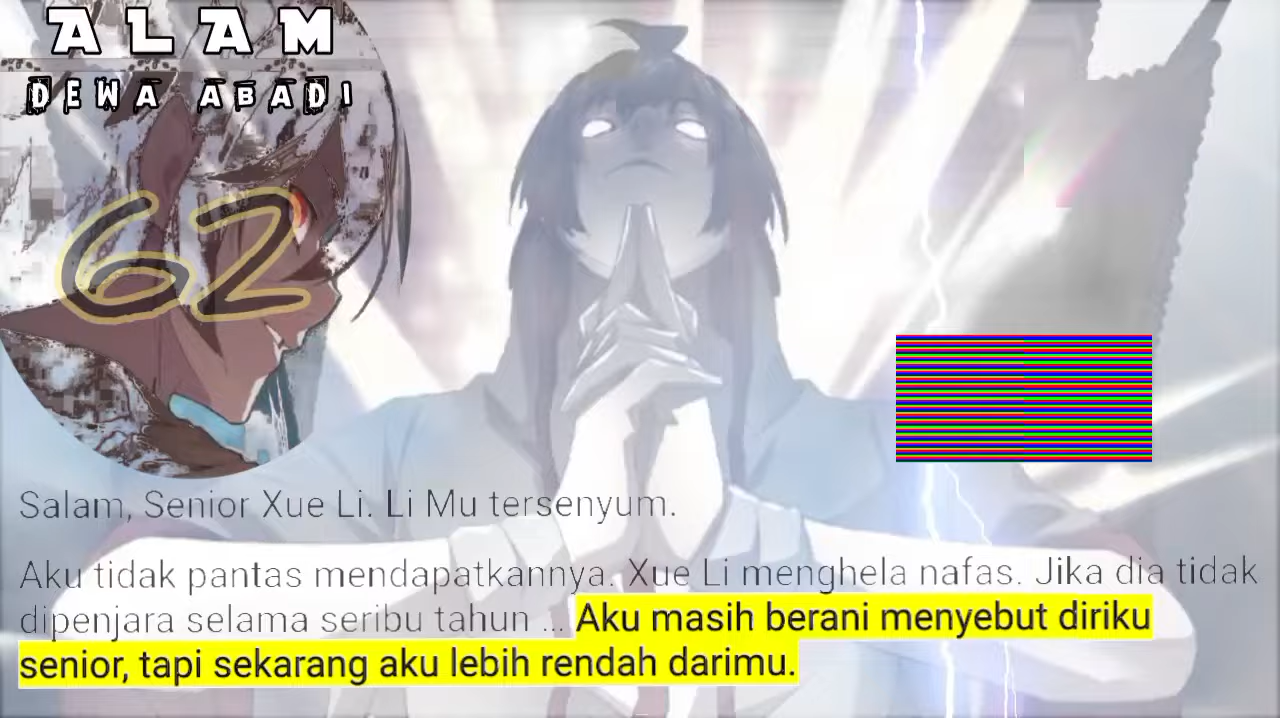 ALAM
DEWA ABADI
62
Salam, Senior Xue Li. Li Mu tersenyum.
Aku tidak pantas mendapatkannya. Xue Li menghela nafas. Jika dia tidak
dipenjara selama seribu tahun ... Aku masih berani menyebut diriku
senior, tapi sekarang aku lebih rendah darimu.